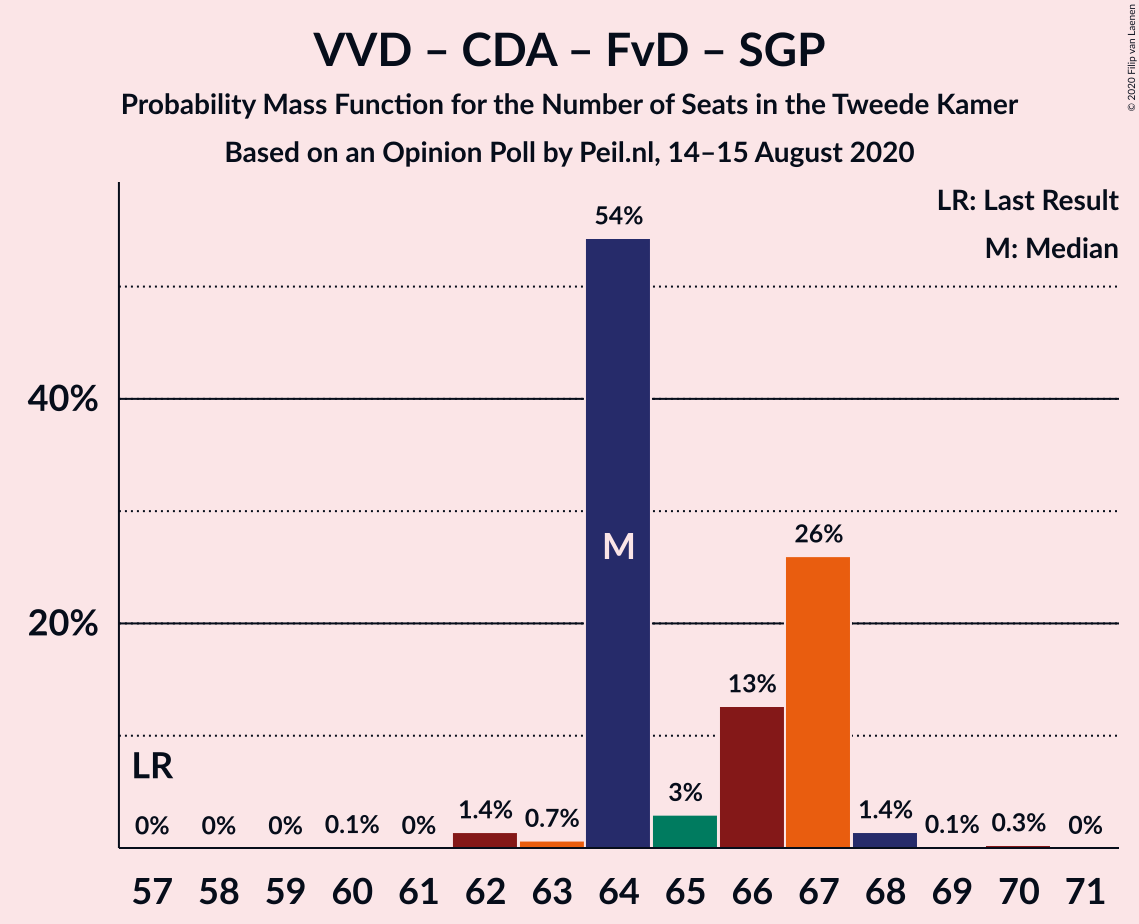 VVD – CDA – FvD – SGP
Probability Mass Function for the Number of Seats in the Tweede Kamer
Based on an Opinion Poll by Peil.nl, 14–15 August 2020
© 2020 Filip van Laenen
LR: Last Result
M: Median
54%
40%
M
26%
20%
13%
LR
0% 0% 0% 0.1% 0% 1.4% 0.7% 3% 1.4% 0.1% 0.3% 0%
57 58 59 60 61 62 63 64 65 66 67 68 69 70 71